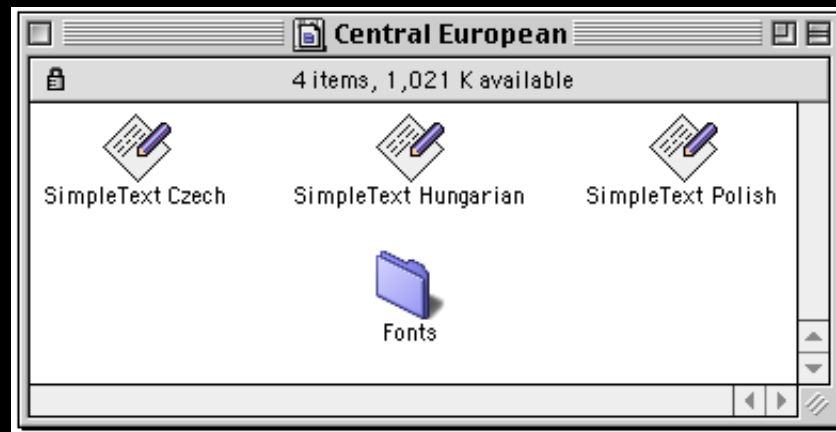 Central European
4 items, 1,021 K available
SimpleText Czech
SimpleText Hungarian
SimpleText Polish
Fonts